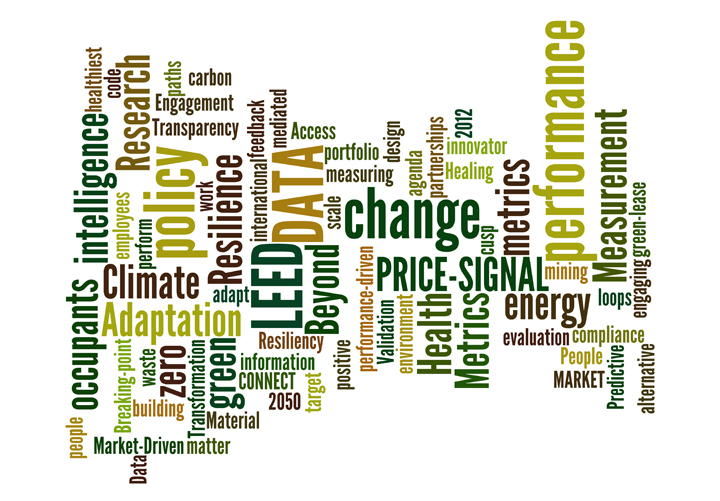 healthiest
code
Research
paths
carbon
Engagement
Transparency
intelligence
employees
perform
policy
work
Resilience
international
feedback
mediated
DATA
Access
portfolio
measuring
scale
design
agenda
partnerships
2012
innovator
Healing
change
cusp
metrics
performance
Measurement
green-lease
engaging
mining
loops
occupants
Climate
adapt
Adaptation
LEED
Beyond
performance-driven
PRICE-SIGNAL
Validation
environment
Health
Metrics
energy
evaluation
compliance
People
MARKET
Predictive
alternative
Breaking-point
waste
zero
Transformation
green
Resiliency
information
CONNECT
2050
target
positive
building
Material
people
Market-Driven
matter
Data